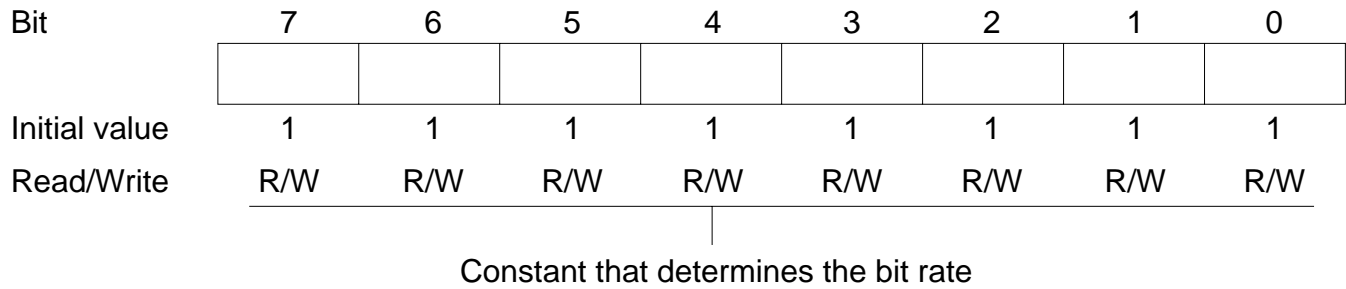 Bit 7 6 5 4 3 2 1 0
Initial value 1 1 1 1 1 1 1 1
Read/Write R/W R/W R/W R/W R/W R/W R/W R/W
Constant that determines the bit rate